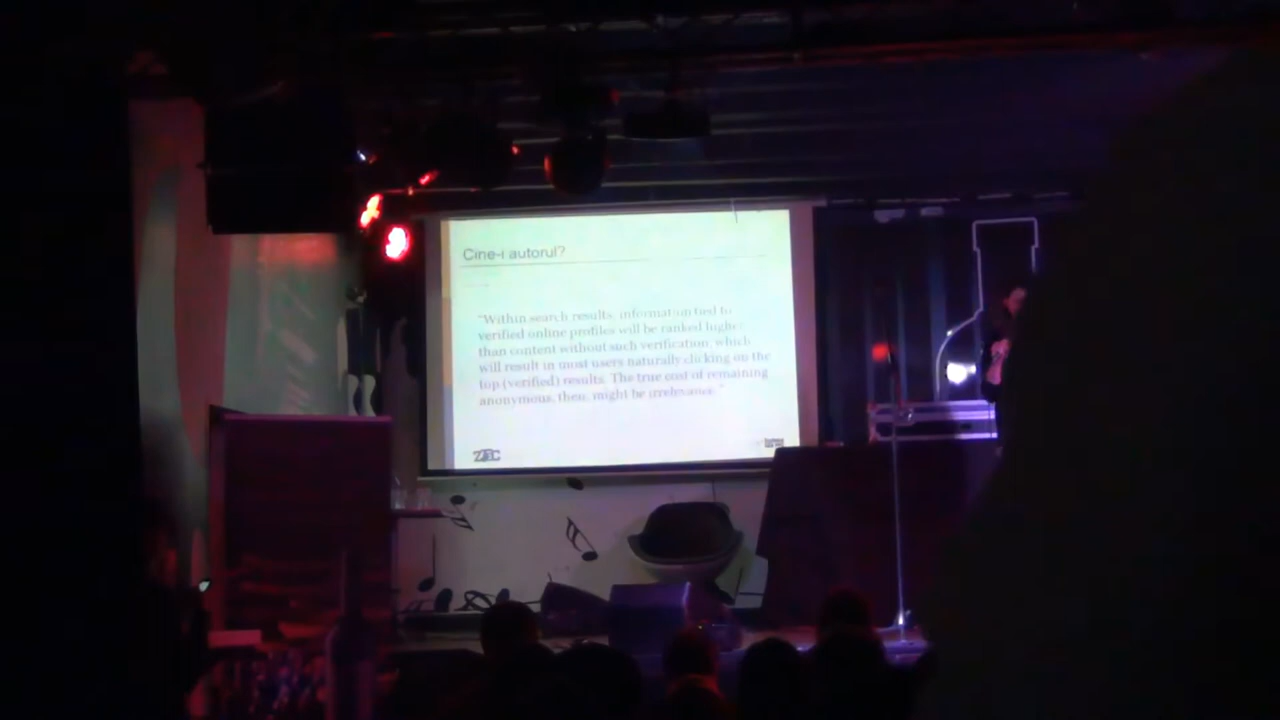 Cine-i autorul?
"Within search results, information tied to
verified online profiles will be ranked higher
than content without such verification, which
will result in most users naturally clicking on the
top (verified) results. The true cost of remaining
anonymous, then, might be irrelevance."